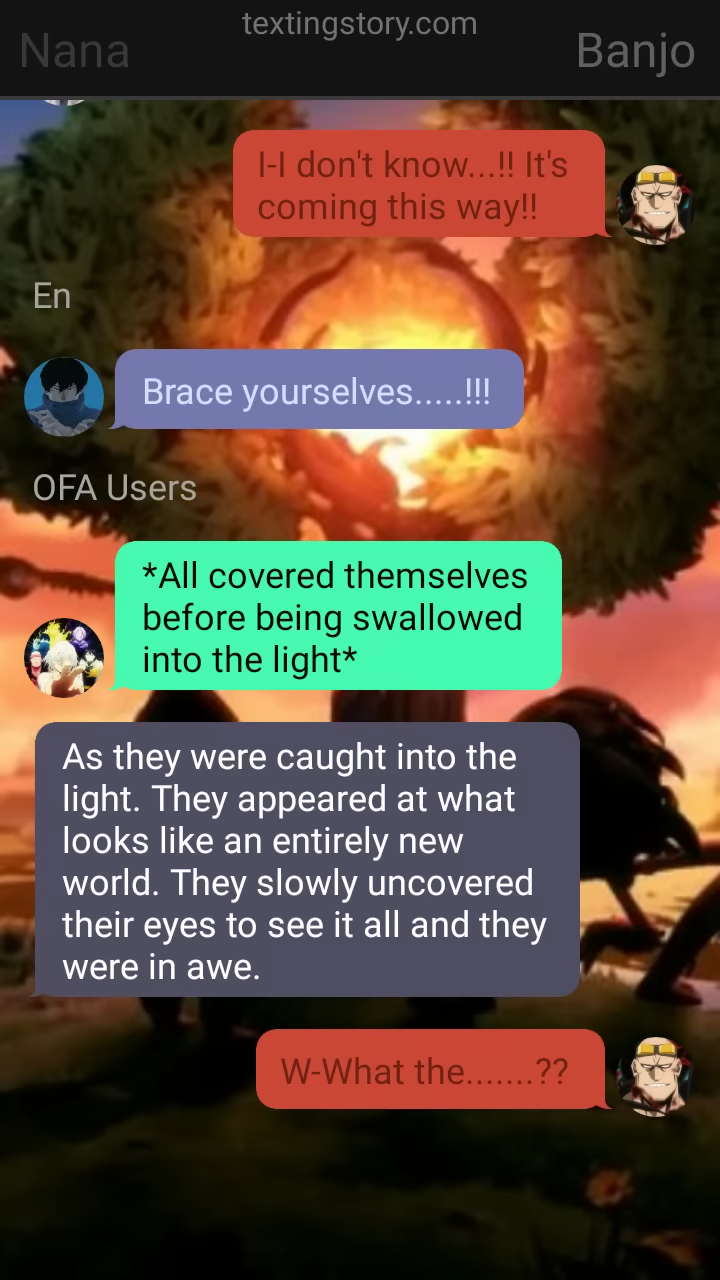 textingstory.com
Nana
Banjo
I-I don't know...!! It's
coming this way!!
En
Brace yourselves.....!!!
OFA Users
*All covered themselves
before being swallowed
into the light*
As they were caught into the
light. They appeared at what
looks like an entirely new
world. They slowly uncovered
their eyes to see it all and they
were in awe.
W-What the.......??